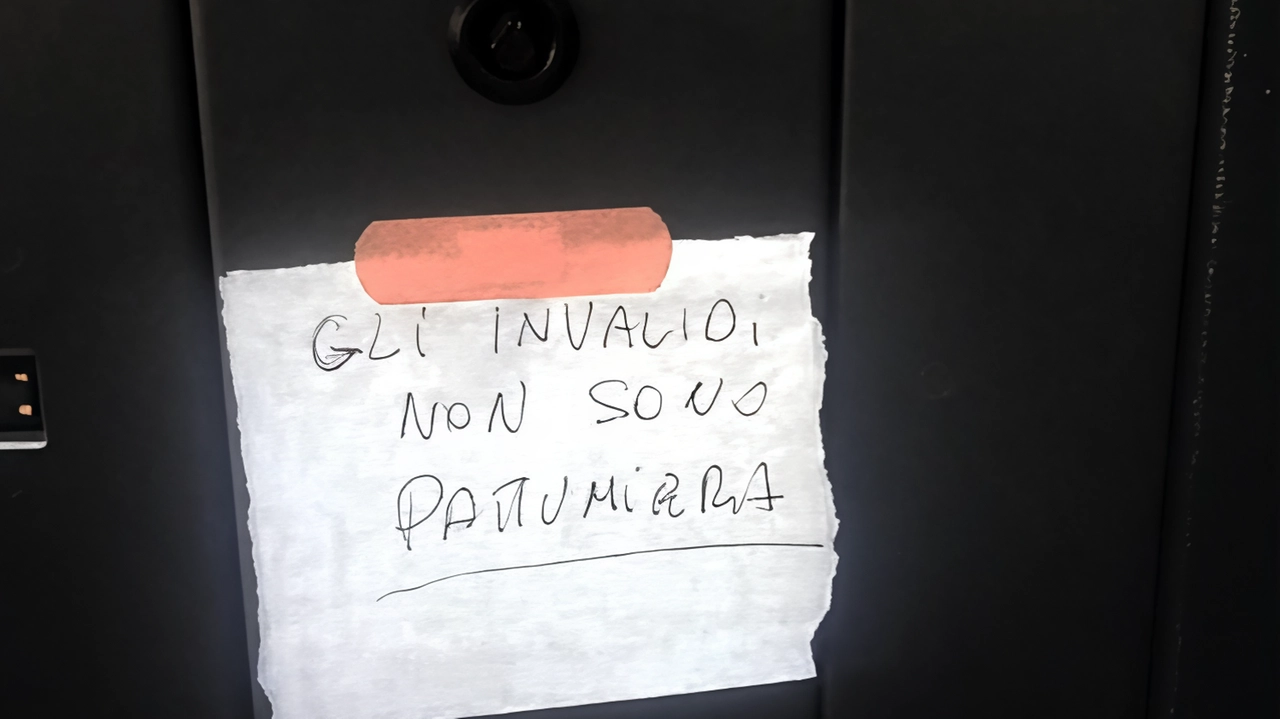 GLI INVALIDI
NON SONO
PATTUMIERA